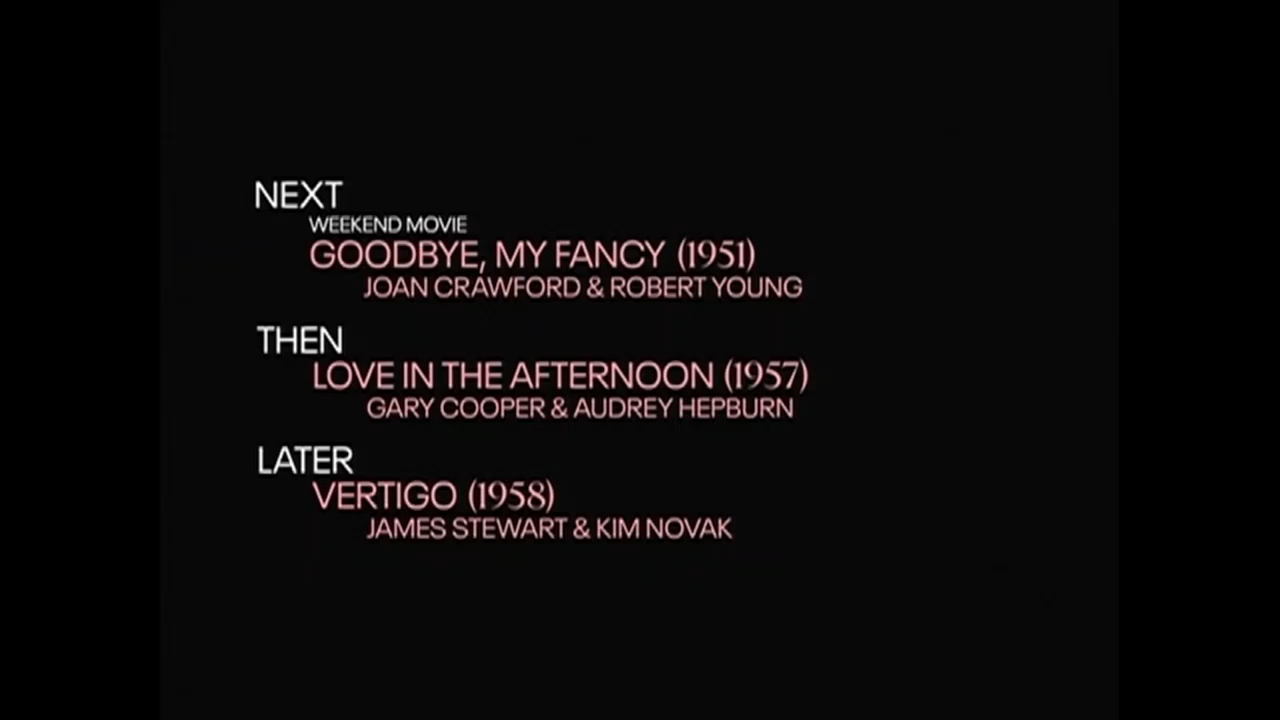 NEXT
WEEKEND MOVIE
GOODBYE, MY FANCY (1951)
JOAN CRAWFORD & ROBERT YOUNG
THEN
LOVE IN THE AFTERNOON (1957)
GARY COOPER & AUDREY HEPBURN
LATER
VERTIGO (1958)
JAMES STEWART & KIM NOVAK